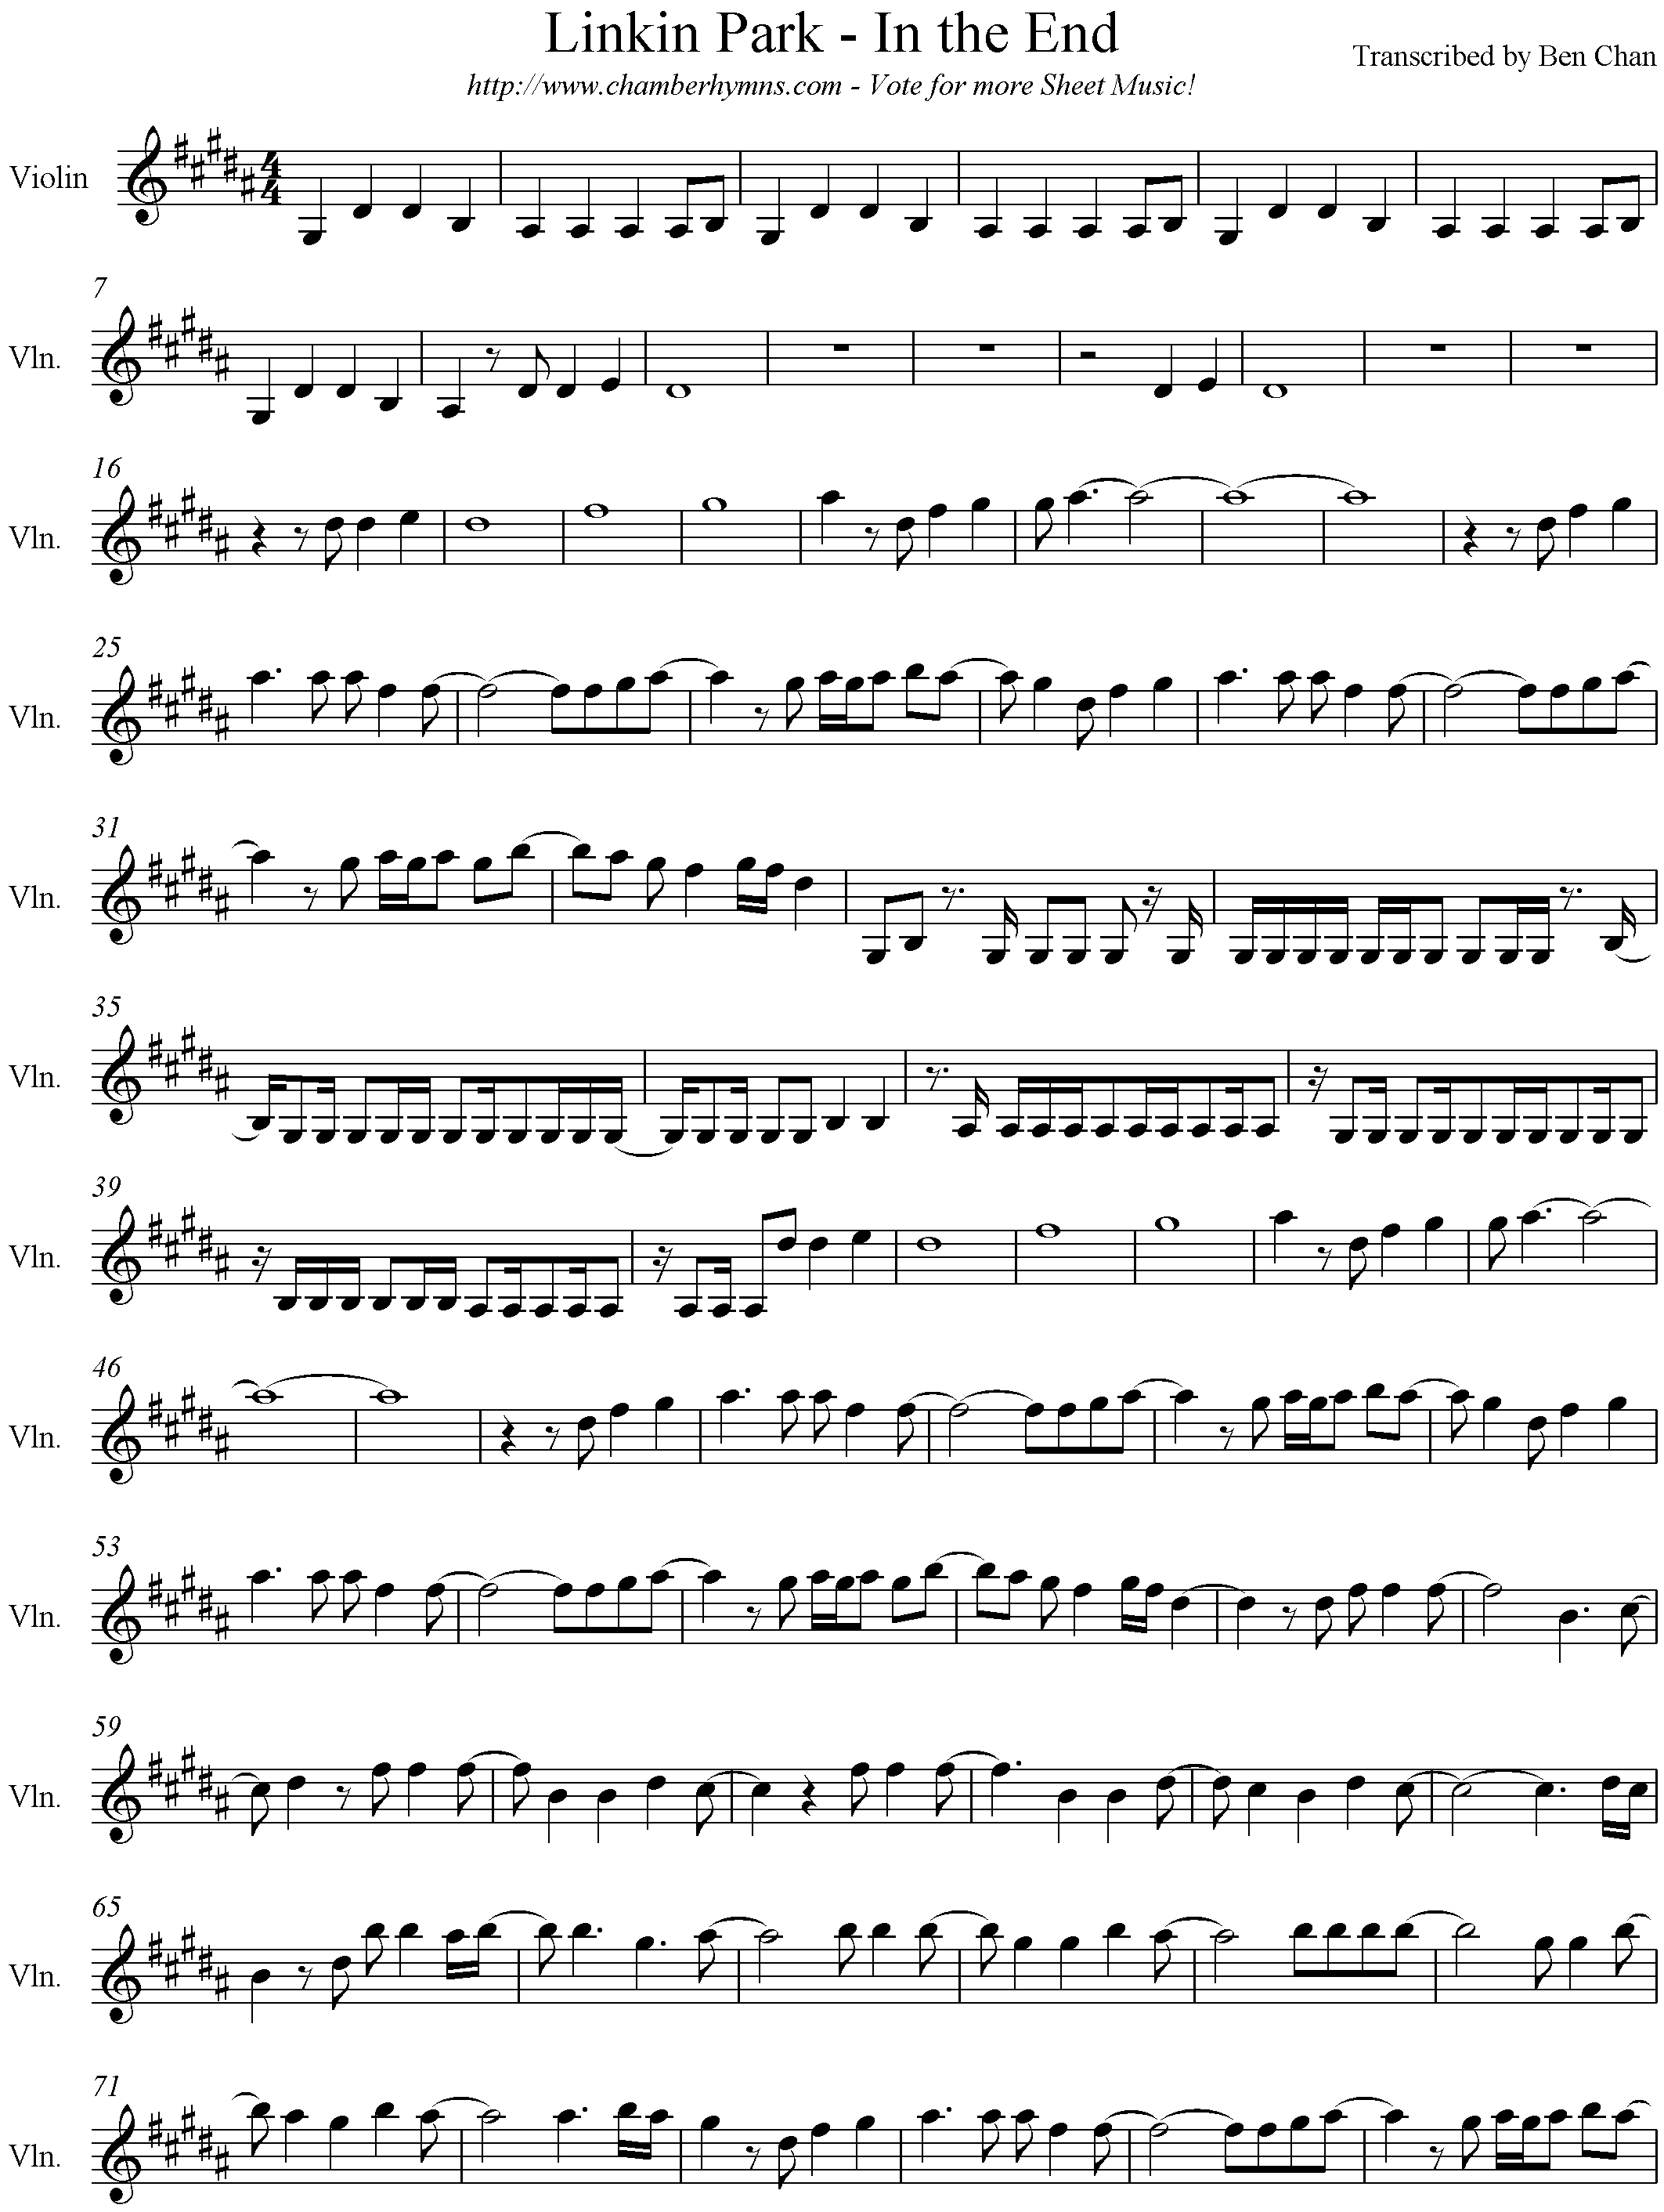 Linkin Park - In the End
Transcribed by Ben Chan
http://www.chamberhymns.com - Vote for more Sheet Music!
Violin
4
4
7
Vln.
16
Vln.
25
Vln.
31
Vln.
35
Vln.
39
Vln.
46
Vln.
53
Vln.
59
Vln.
65
Vln.
71
Vln.